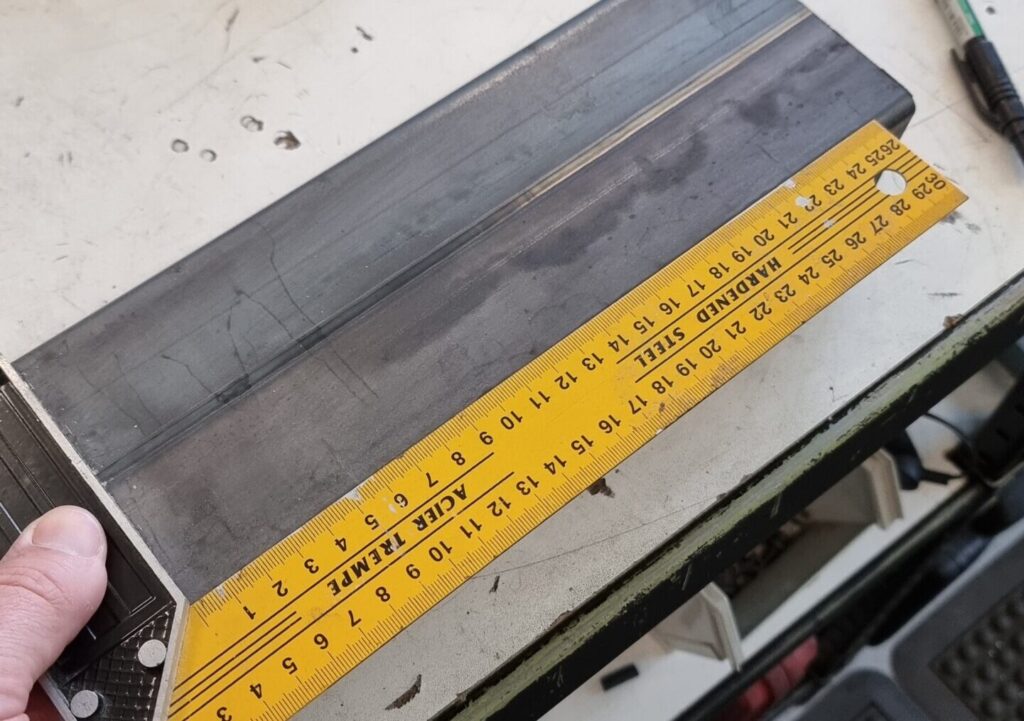 30 29 28 27 26 25 24 23 22 21 20 19 18 17 16 15 14 13 12 11 10 9 8 7 6 5 4 3
HARDENED STEEL ACIER TREMPE
26 25 24 23 22 21 20 19 18 17 16 15 14 13 12 11 10 9 8 7 6 5 4 3 2 1